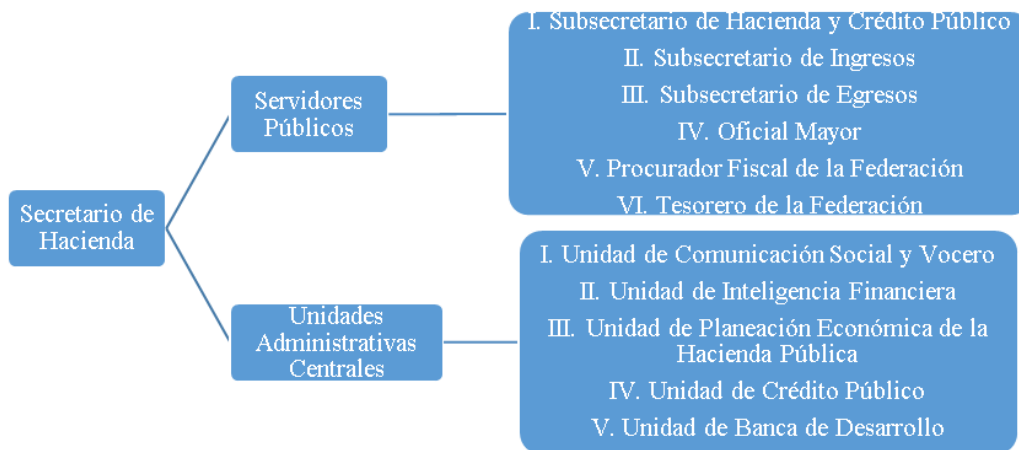 Secretario de
Hacienda
Servidores
Públicos
I. Subsecretario de Hacienda y Crédito Público
II. Subsecretario de Ingresos
III. Subsecretario de Egresos
IV. Oficial Mayor
V. Procurador Fiscal de la Federación
VI. Tesorero de la Federación
Unidades
Administrativas
Centrales
I. Unidad de Comunicación Social y Vocero
II. Unidad de Inteligencia Financiera
III. Unidad de Planeación Económica de la
Hacienda Pública
IV. Unidad de Crédito Público
V. Unidad de Banca de Desarrollo